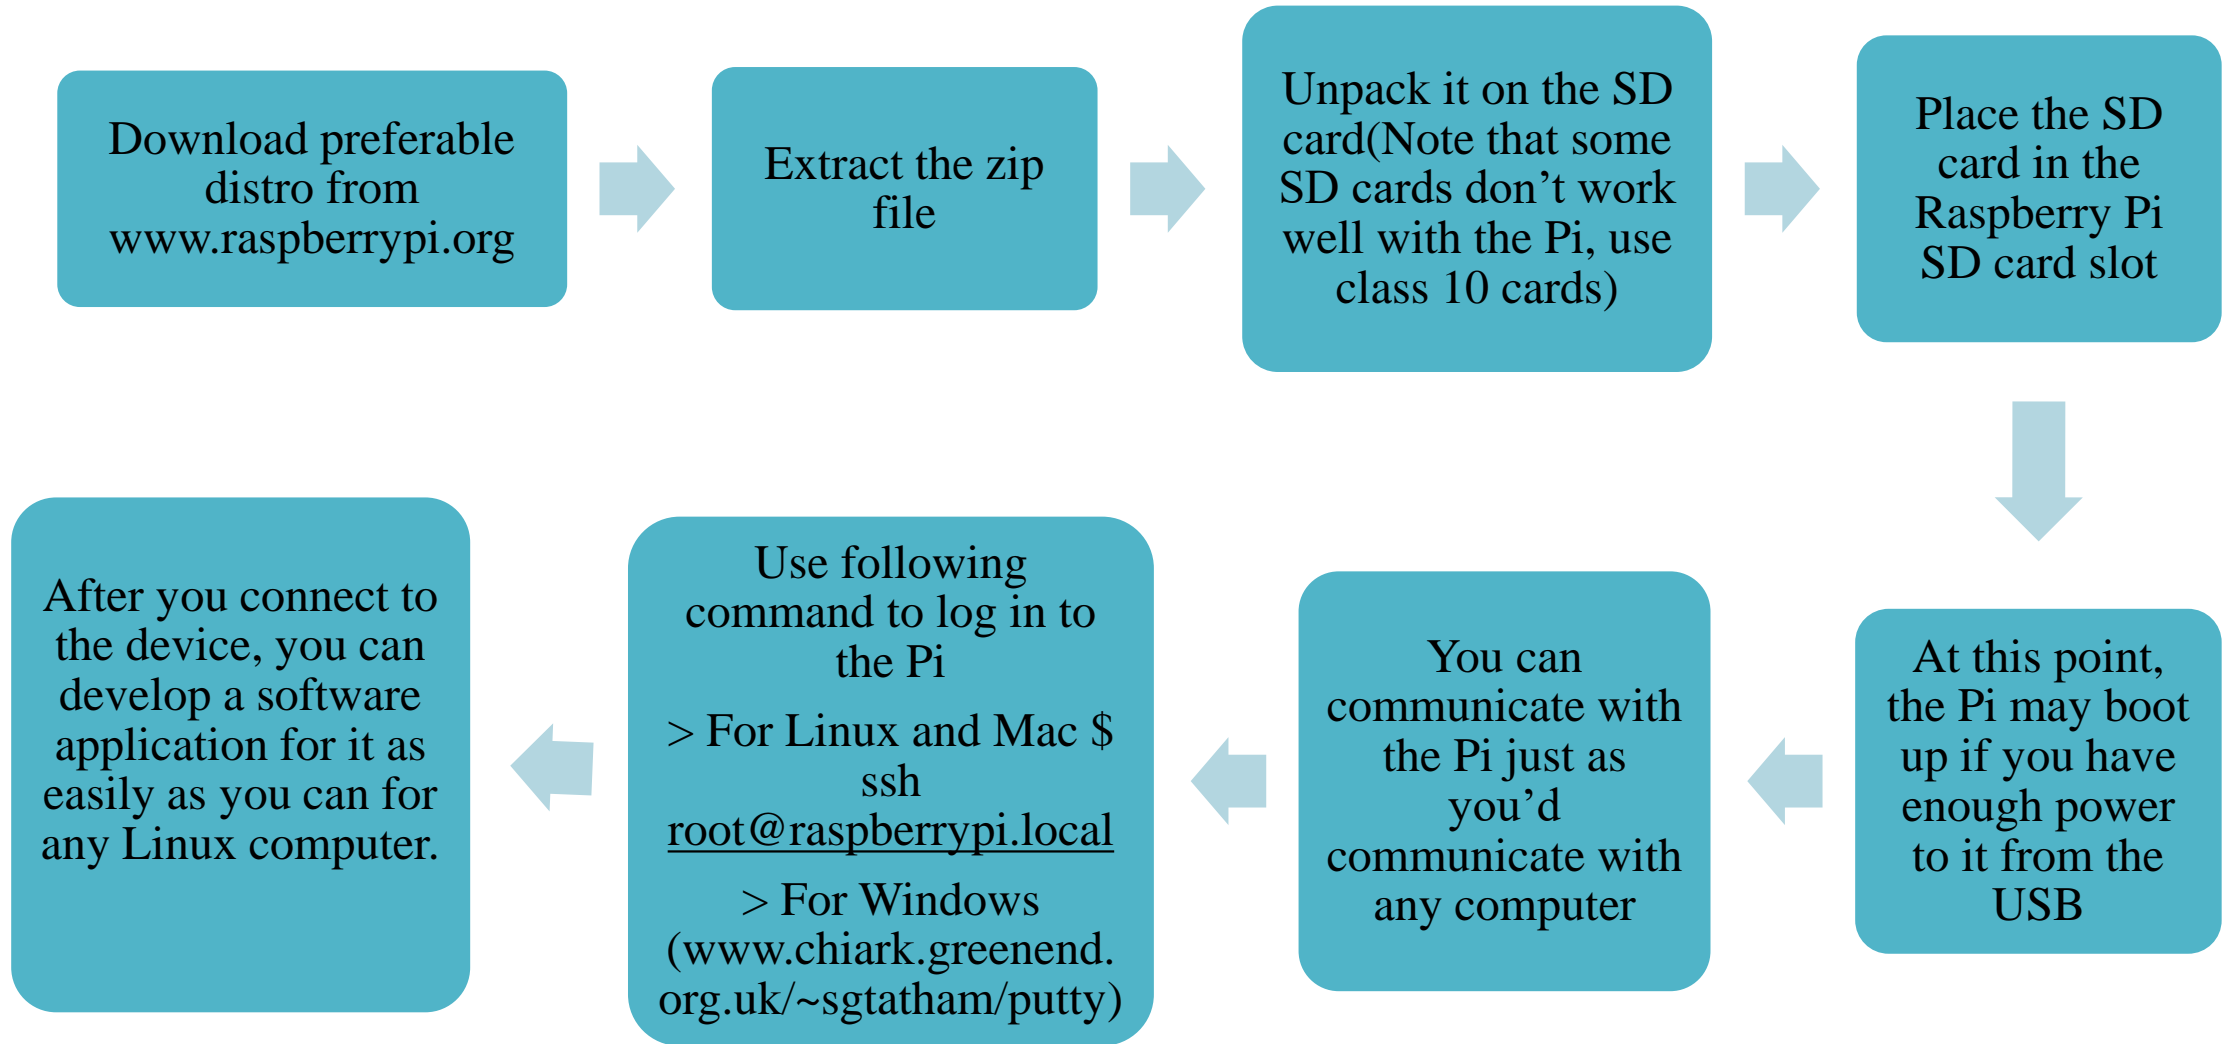 Download preferable
distro from
www.raspberrypi.org
Extract the zip
file
Unpack it on the SD
card(Note that some
SD cards don’t work
well with the Pi, use
class 10 cards)
Place the SD
card in the
Raspberry Pi
SD card slot
At this point,
the Pi may boot
up if you have
enough power
to it from the
USB
You can
communicate with
the Pi just as
you’d
communicate with
any computer
Use following
command to log in to
the Pi
> For Linux and Mac $
ssh
root@raspberrypi.local
> For Windows
(www.chiark.greenend.
org.uk/~sgtatham/putty)
After you connect to
the device, you can
develop a software
application for it as
easily as you can for
any Linux computer.